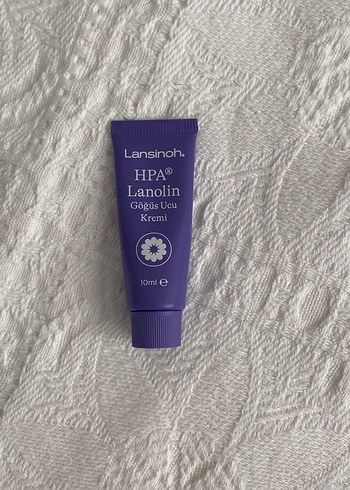 Lansinoh®
HPA®
Lanolin
Göğüs Ucu
Kremi
10ml ℮